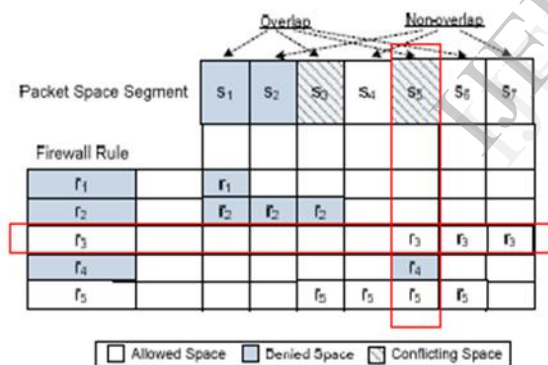 Overlap Non-overlap
Packet Space Segment S1 S2 S3 S4 S5 S6 S7
Firewall Rule
r1 r1
r2 r2 r2 r2
r3 r3 r3 r3
r4 r4
r5 r5 r5 r5 r5
Allowed Space Denied Space Conflicting Space